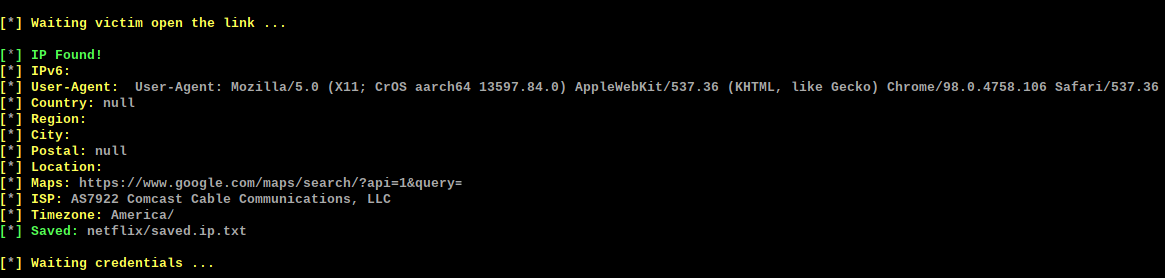 [*] Waiting victim open the link ...
[*] IP Found!
[*] IPv6:
[*] User-Agent:  User-Agent: Mozilla/5.0 (X11; CrOS aarch64 13597.84.0) AppleWebKit/537.36 (KHTML, like Gecko) Chrome/98.0.4758.106 Safari/537.36
[*] Country: null
[*] Region:
[*] City:
[*] Postal: null
[*] Location:
[*] Maps: https://www.google.com/maps/search/?api=1&query=
[*] ISP: AS7922 Comcast Cable Communications, LLC
[*] Timezone: America/
[*] Saved: netflix/saved.ip.txt
[*] Waiting credentials ...